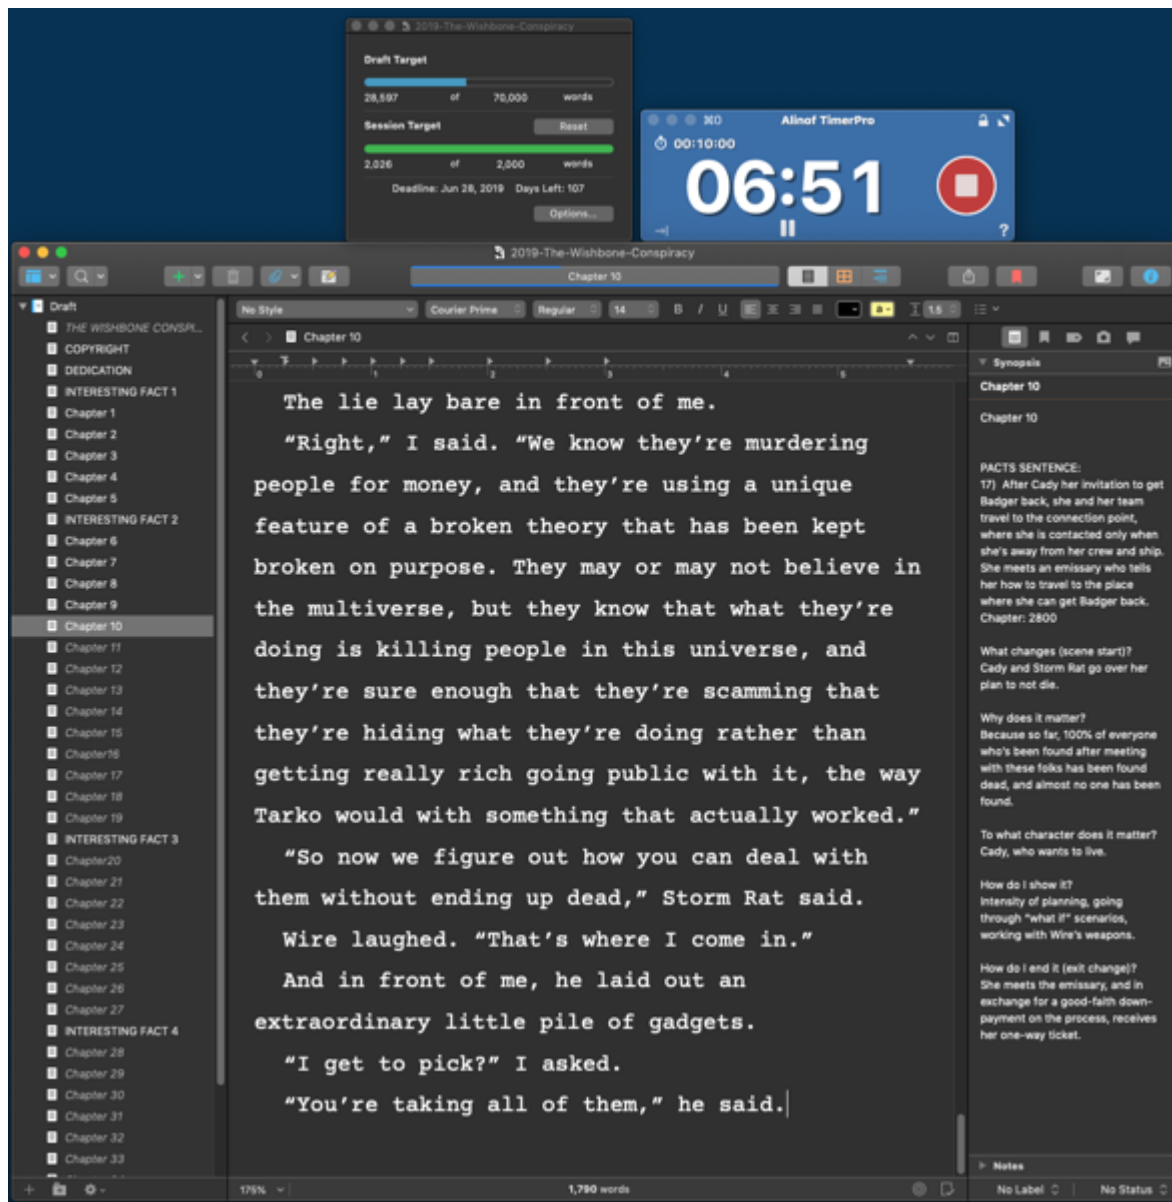 2019-The-Wishbone-Conspiracy
Draft Target
28,597 of 70,000 words
Session Target Reset
2,026 of 2,000 words
Deadline: Jun 28, 2019 Days Left: 107
Options...
⌘0 Alinof TimerPro
00:10:00
06:51
?
2019-The-Wishbone-Conspiracy
Chapter 10
No Style Courier Prime Regular 14 B I U a 1.5
Draft
THE WISHBONE CONSPI...
COPYRIGHT
DEDICATION
INTERESTING FACT 1
Chapter 1
Chapter 2
Chapter 3
Chapter 4
Chapter 5
INTERESTING FACT 2
Chapter 6
Chapter 7
Chapter 8
Chapter 9
Chapter 10
Chapter 11
Chapter 12
Chapter 13
Chapter 14
Chapter 15
Chapter16
Chapter 17
Chapter 18
Chapter 19
INTERESTING FACT 3
Chapter20
Chapter 21
Chapter 22
Chapter 23
Chapter 24
Chapter 25
Chapter 26
Chapter 27
INTERESTING FACT 4
Chapter 28
Chapter 29
Chapter 30
Chapter 31
Chapter 32
Chapter 33
Chapter 10
0 1 2 3 4 5
The lie lay bare in front of me.
“Right,” I said. “We know they’re murdering
people for money, and they’re using a unique
feature of a broken theory that has been kept
broken on purpose. They may or may not believe in
the multiverse, but they know that what they’re
doing is killing people in this universe, and
they’re sure enough that they’re scamming that
they’re hiding what they’re doing rather than
getting really rich going public with it, the way
Tarko would with something that actually worked.”
“So now we figure out how you can deal with
them without ending up dead,” Storm Rat said.
Wire laughed. “That’s where I come in.”
And in front of me, he laid out an
extraordinary little pile of gadgets.
“I get to pick?” I asked.
“You’re taking all of them,” he said.
175% 1,790 words
Synopsis
Chapter 10
Chapter 10
PACTS SENTENCE:
17) After Cady her invitation to get
Badger back, she and her team
travel to the connection point,
where she is contacted only when
she's away from her crew and ship.
She meets an emissary who tells
her how to travel to the place
where she can get Badger back.
Chapter: 2800
What changes (scene start)?
Cady and Storm Rat go over her
plan to not die.
Why does it matter?
Because so far, 100% of everyone
who's been found after meeting
with these folks has been found
dead, and almost no one has been
found.
To what character does it matter?
Cady, who wants to live.
How do I show it?
Intensity of planning, going
through "what if" scenarios,
working with Wire's weapons.
How do I end it (exit change)?
She meets the emissary, and in
exchange for a good-faith down-
payment on the process, receives
her one-way ticket.
Notes
No Label No Status